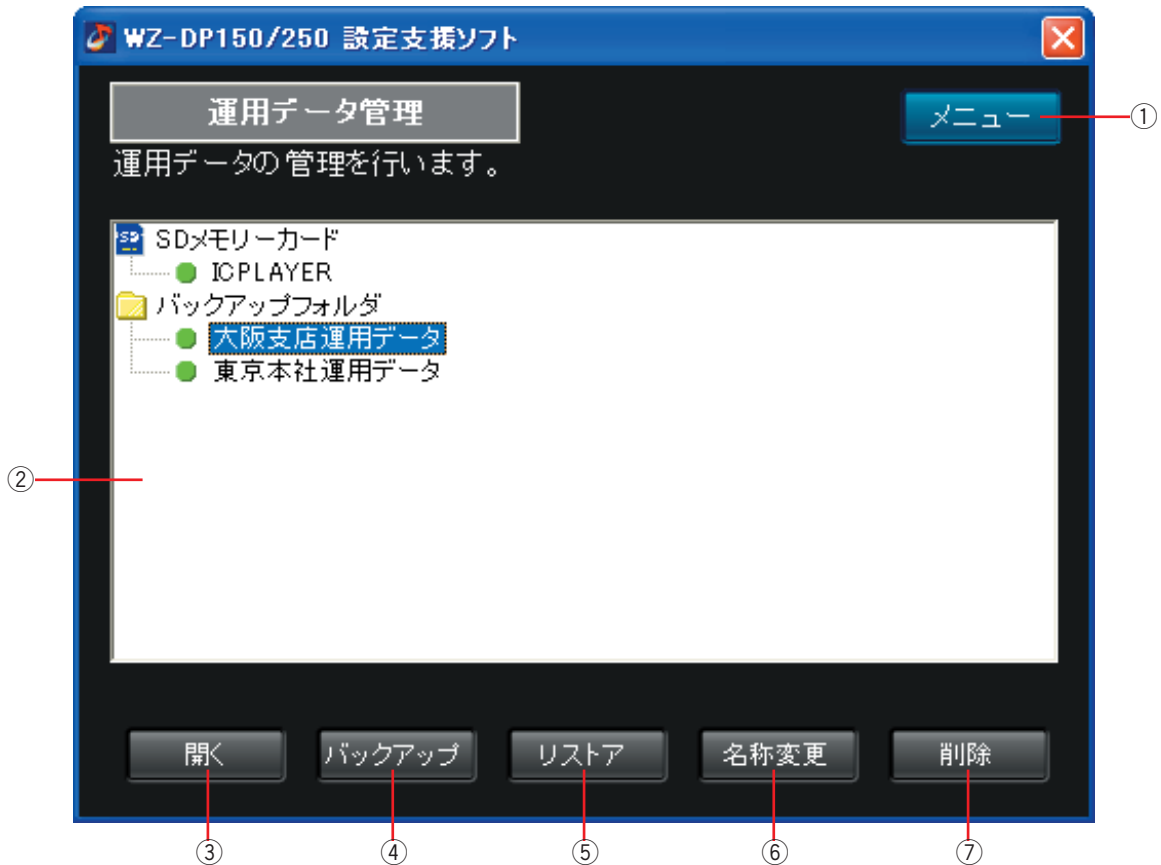 WZ-DP150/250 設定支援ソフト
運用データ管理
メニュー
①
運用データの管理を行います。
SDメモリーカード
ICPLAYER
バックアップフォルダ
大阪支店運用データ
東京本社運用データ
②
開く
バックアップ
リストア
名称変更
削除
③
④
⑤
⑥
⑦